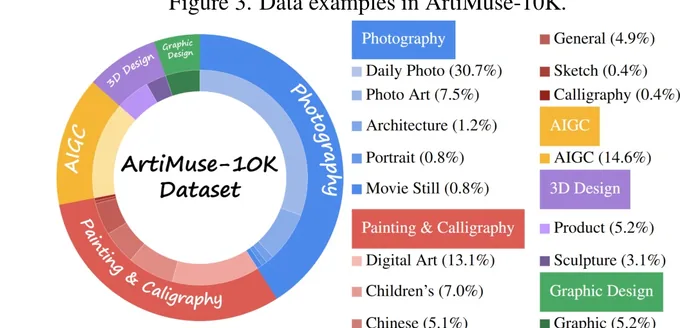 Figure 3. Data examples in ArtiMuse-10K.
Photography
Painting & Caligraphy
AIGC
3D Design
Graphic
Design
ArtiMuse-10K
Dataset
Photography
Daily Photo (30.7%)
Photo Art (7.5%)
Architecture (1.2%)
Portrait (0.8%)
Movie Still (0.8%)
Painting & Calligraphy
Digital Art (13.1%)
Children's (7.0%)
Chinese (5.1%)
General (4.9%)
Sketch (0.4%)
Calligraphy (0.4%)
AIGC
AIGC (14.6%)
3D Design
Product (5.2%)
Sculpture (3.1%)
Graphic Design
Graphic (5.2%)